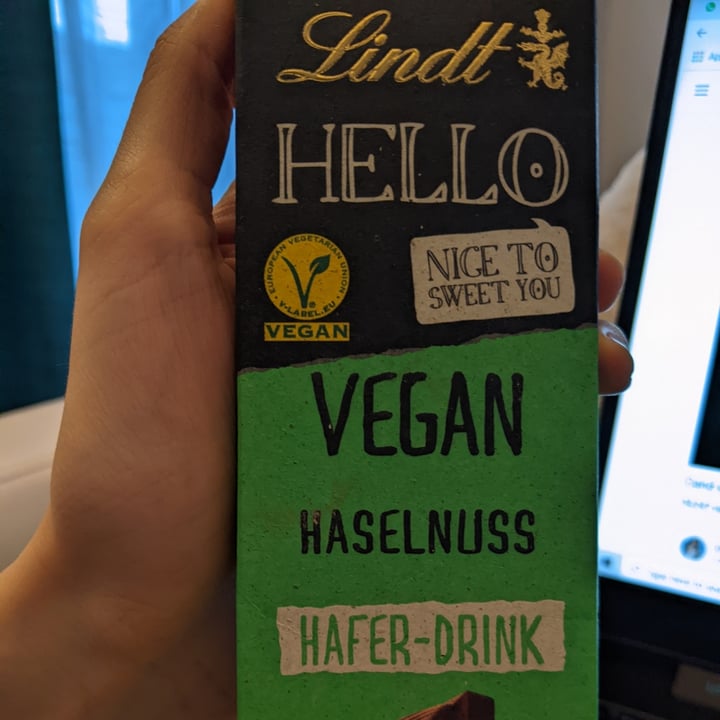 Lindt
HELLO
EUROPEAN VEGETARIAN UNION
V-LABEL.EU
VEGAN
NICE TO
SWEET YOU
VEGAN
HASELNUSS
HAFER-DRINK